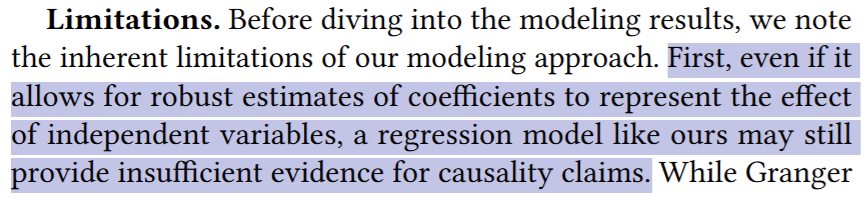 Limitations. Before diving into the modeling results, we note
the inherent limitations of our modeling approach. First, even if it
allows for robust estimates of coefficients to represent the effect
of independent variables, a regression model like ours may still
provide insufficient evidence for causality claims. While Granger